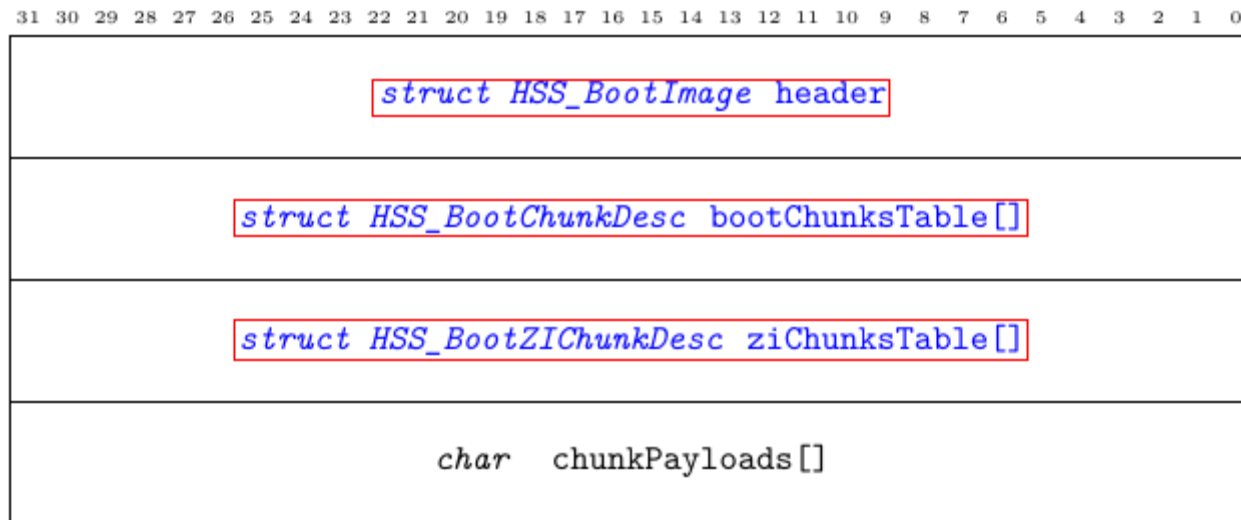 31 30 29 28 27 26 25 24 23 22 21 20 19 18 17 16 15 14 13 12 11 10 9 8 7 6 5 4 3 2 1 0
struct HSS_BootImage header
struct HSS_BootChunkDesc bootChunksTable[]
struct HSS_BootZIChunkDesc ziChunksTable[]
char chunkPayloads[]